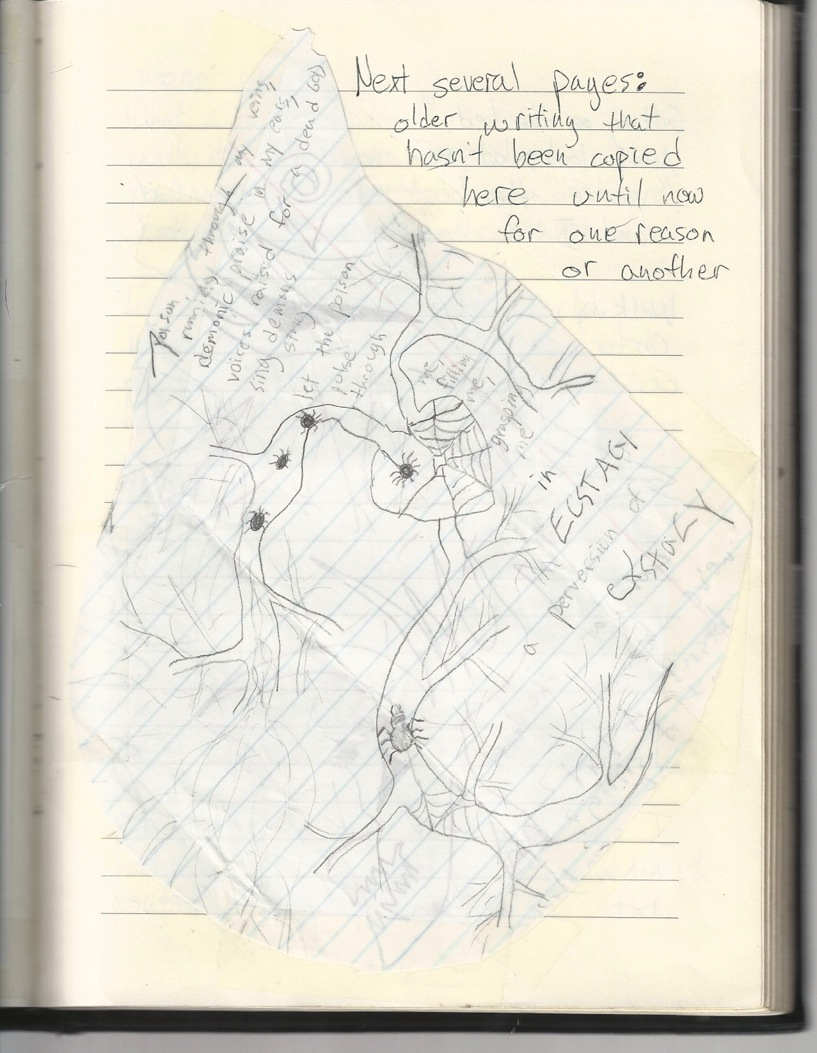 Next several pages:
older writing that
hasn't been copied
here until now
for one reason
or another
Poison
running through my veins,
demonic praise in my ears,
voices raised for a dead God
sing demons
sing
let the poison
pulse
through
me,
filling
me,
grasping
me
in
ECSTACY
a perversion of
exstacy